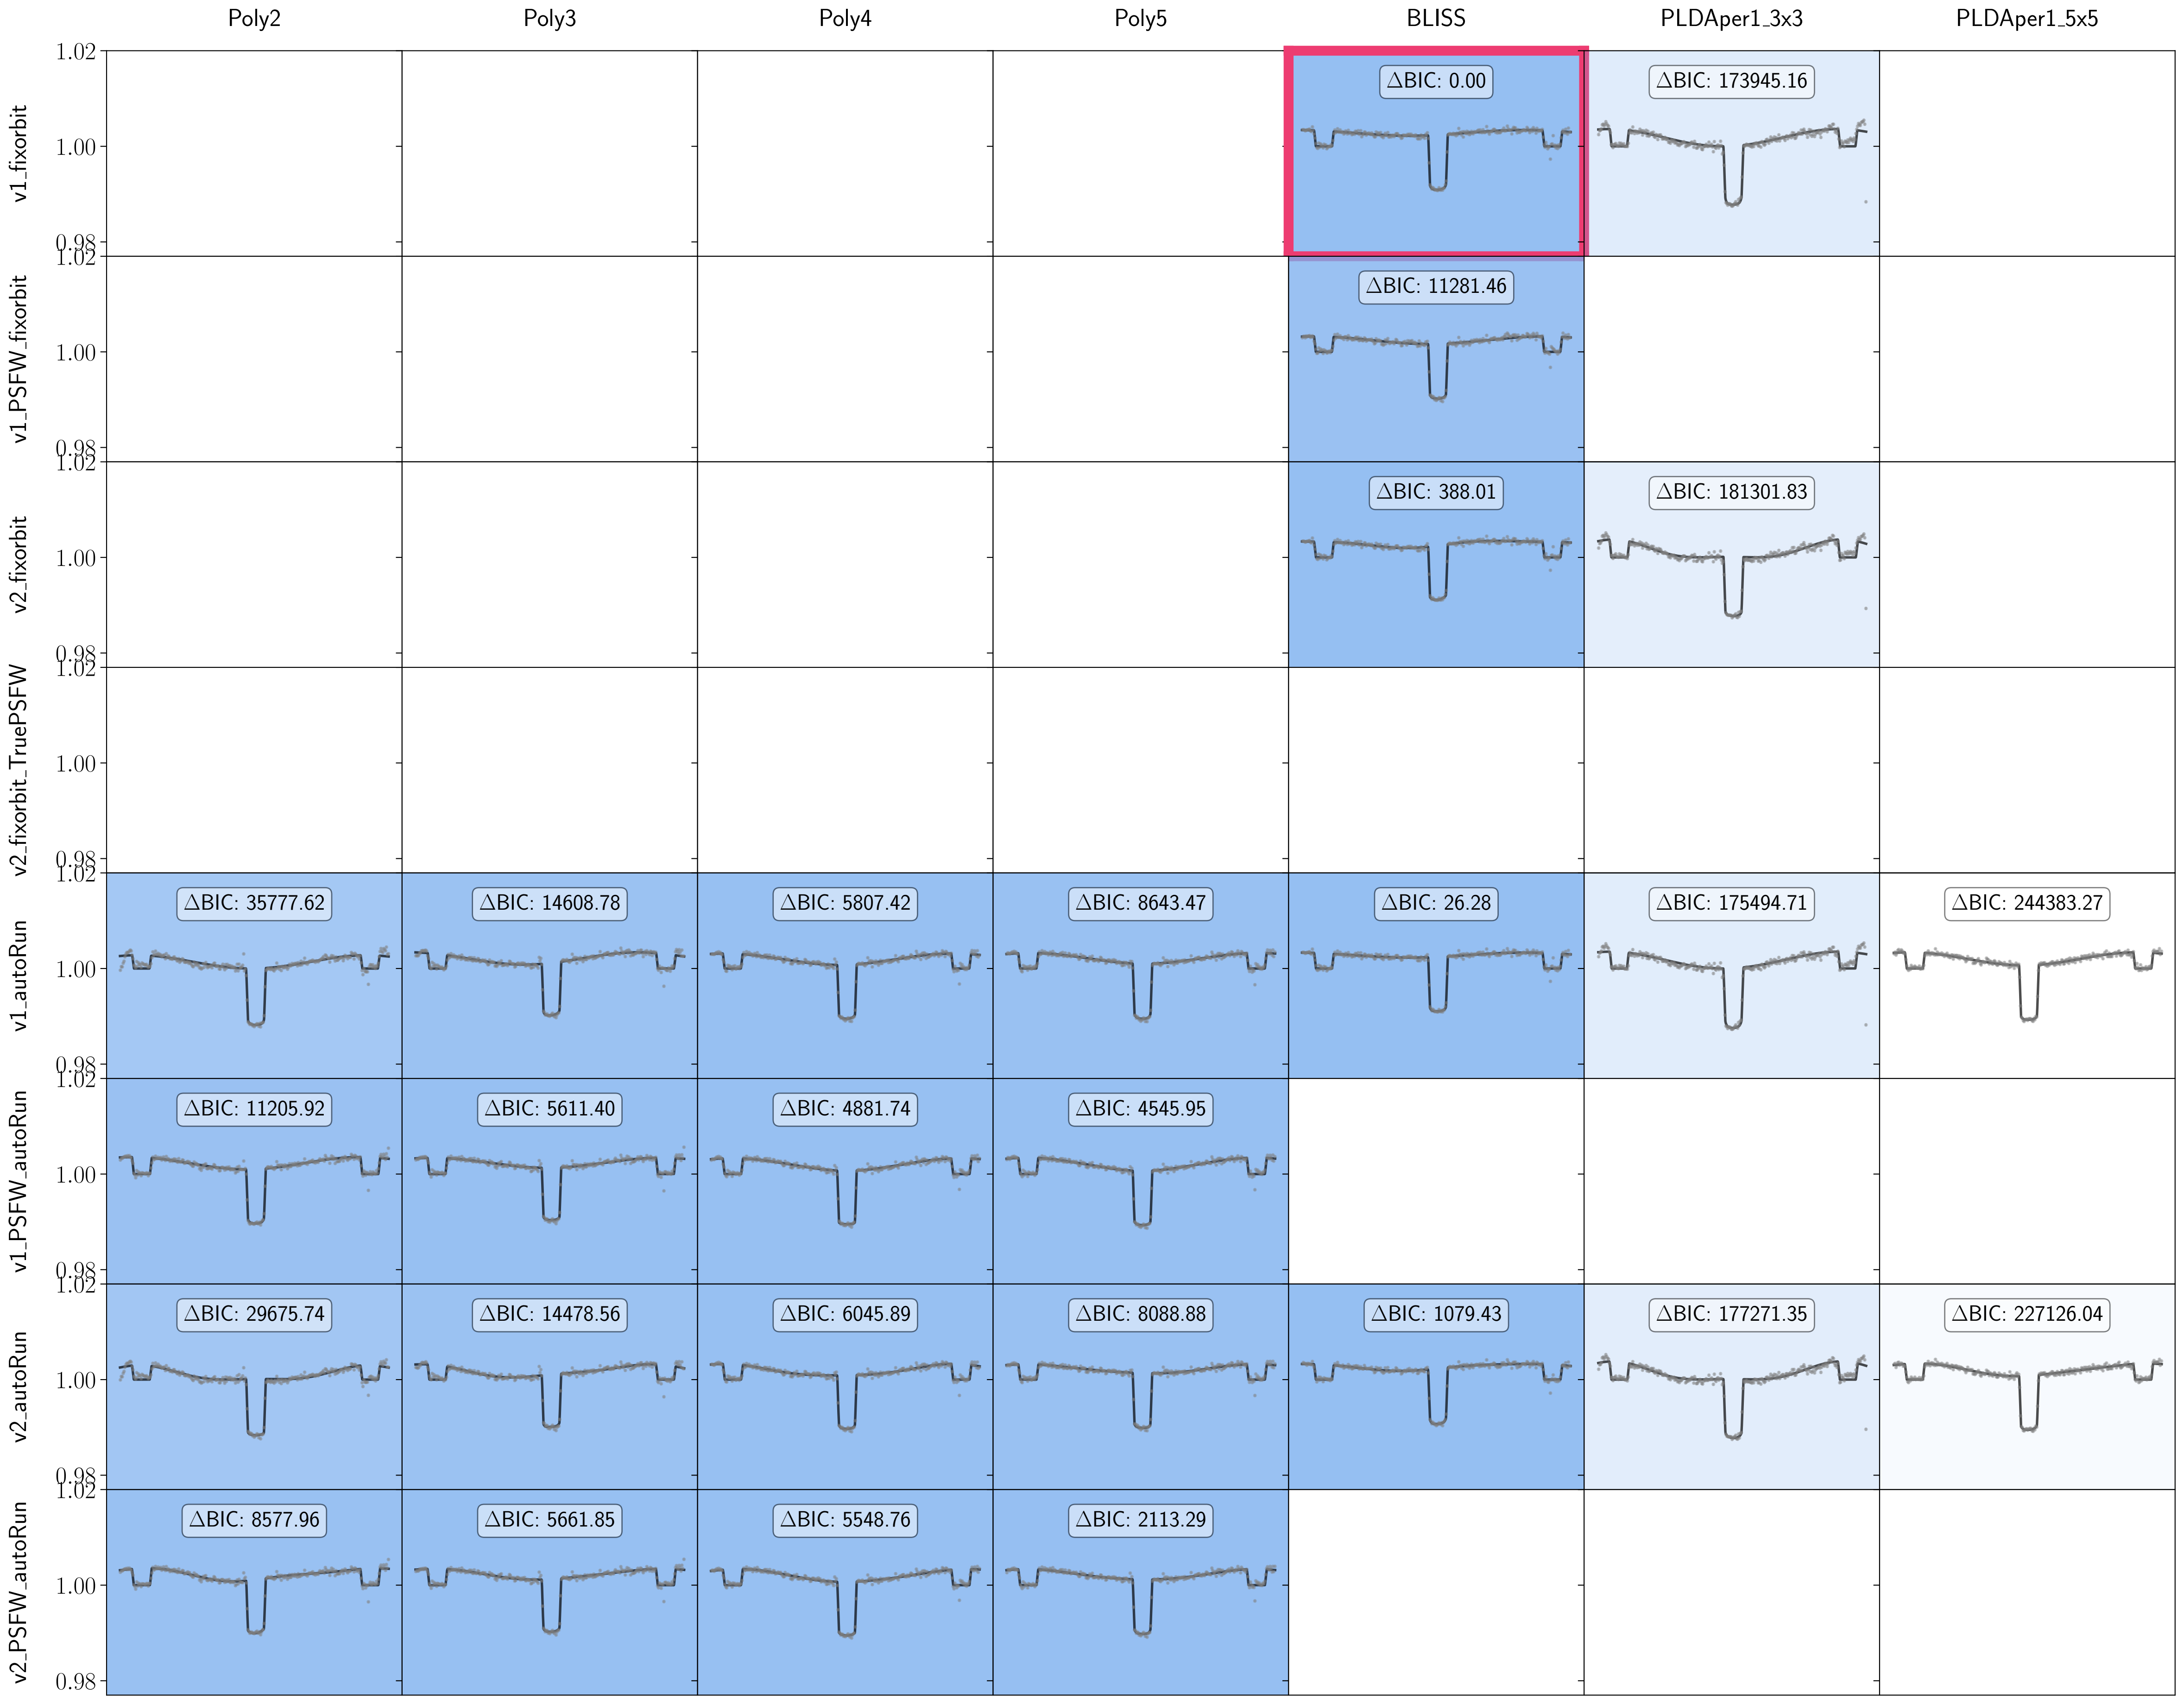 Poly2 Poly3 Poly4 Poly5 BLISS PLDAper1_3x3 PLDAper1_5x5
v1_fixorbit
1.02
1.00
0.98
ΔBIC: 0.00 ΔBIC: 173945.16
v1_PSFW_fixorbit
1.02
1.00
0.98
ΔBIC: 11281.46
v2_fixorbit
1.02
1.00
0.98
ΔBIC: 388.01 ΔBIC: 181301.83
v2_fixorbit_TruePSFW
1.02
1.00
0.98
v1_autoRun
1.02
1.00
0.98
ΔBIC: 35777.62 ΔBIC: 14608.78 ΔBIC: 5807.42 ΔBIC: 8643.47 ΔBIC: 26.28 ΔBIC: 175494.71 ΔBIC: 244383.27
v1_PSFW_autoRun
1.02
1.00
0.98
ΔBIC: 11205.92 ΔBIC: 5611.40 ΔBIC: 4881.74 ΔBIC: 4545.95
v2_autoRun
1.02
1.00
0.98
ΔBIC: 29675.74 ΔBIC: 14478.56 ΔBIC: 6045.89 ΔBIC: 8088.88 ΔBIC: 1079.43 ΔBIC: 177271.35 ΔBIC: 227126.04
v2_PSFW_autoRun
1.02
1.00
0.98
ΔBIC: 8577.96 ΔBIC: 5661.85 ΔBIC: 5548.76 ΔBIC: 2113.29